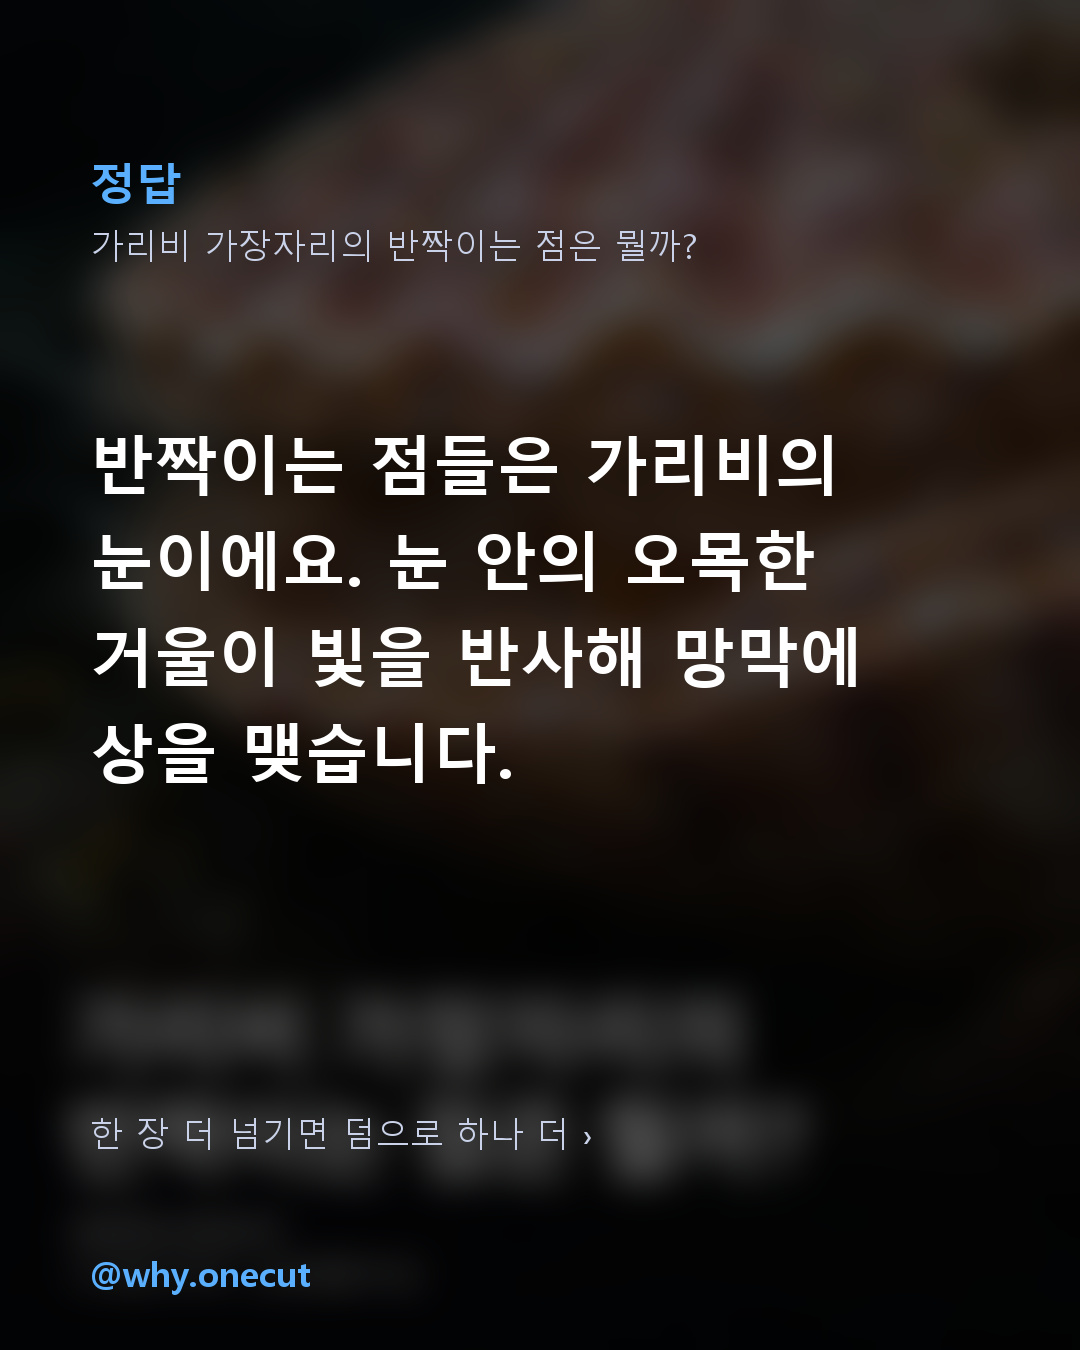 정답
가리비 가장자리의 반짝이는 점은 뭘까?
반짝이는 점들은 가리비의
눈이에요. 눈 안의 오목한
거울이 빛을 반사해 망막에
상을 맺습니다.
한 장 더 넘기면 덤으로 하나 더 ›
@why.onecut